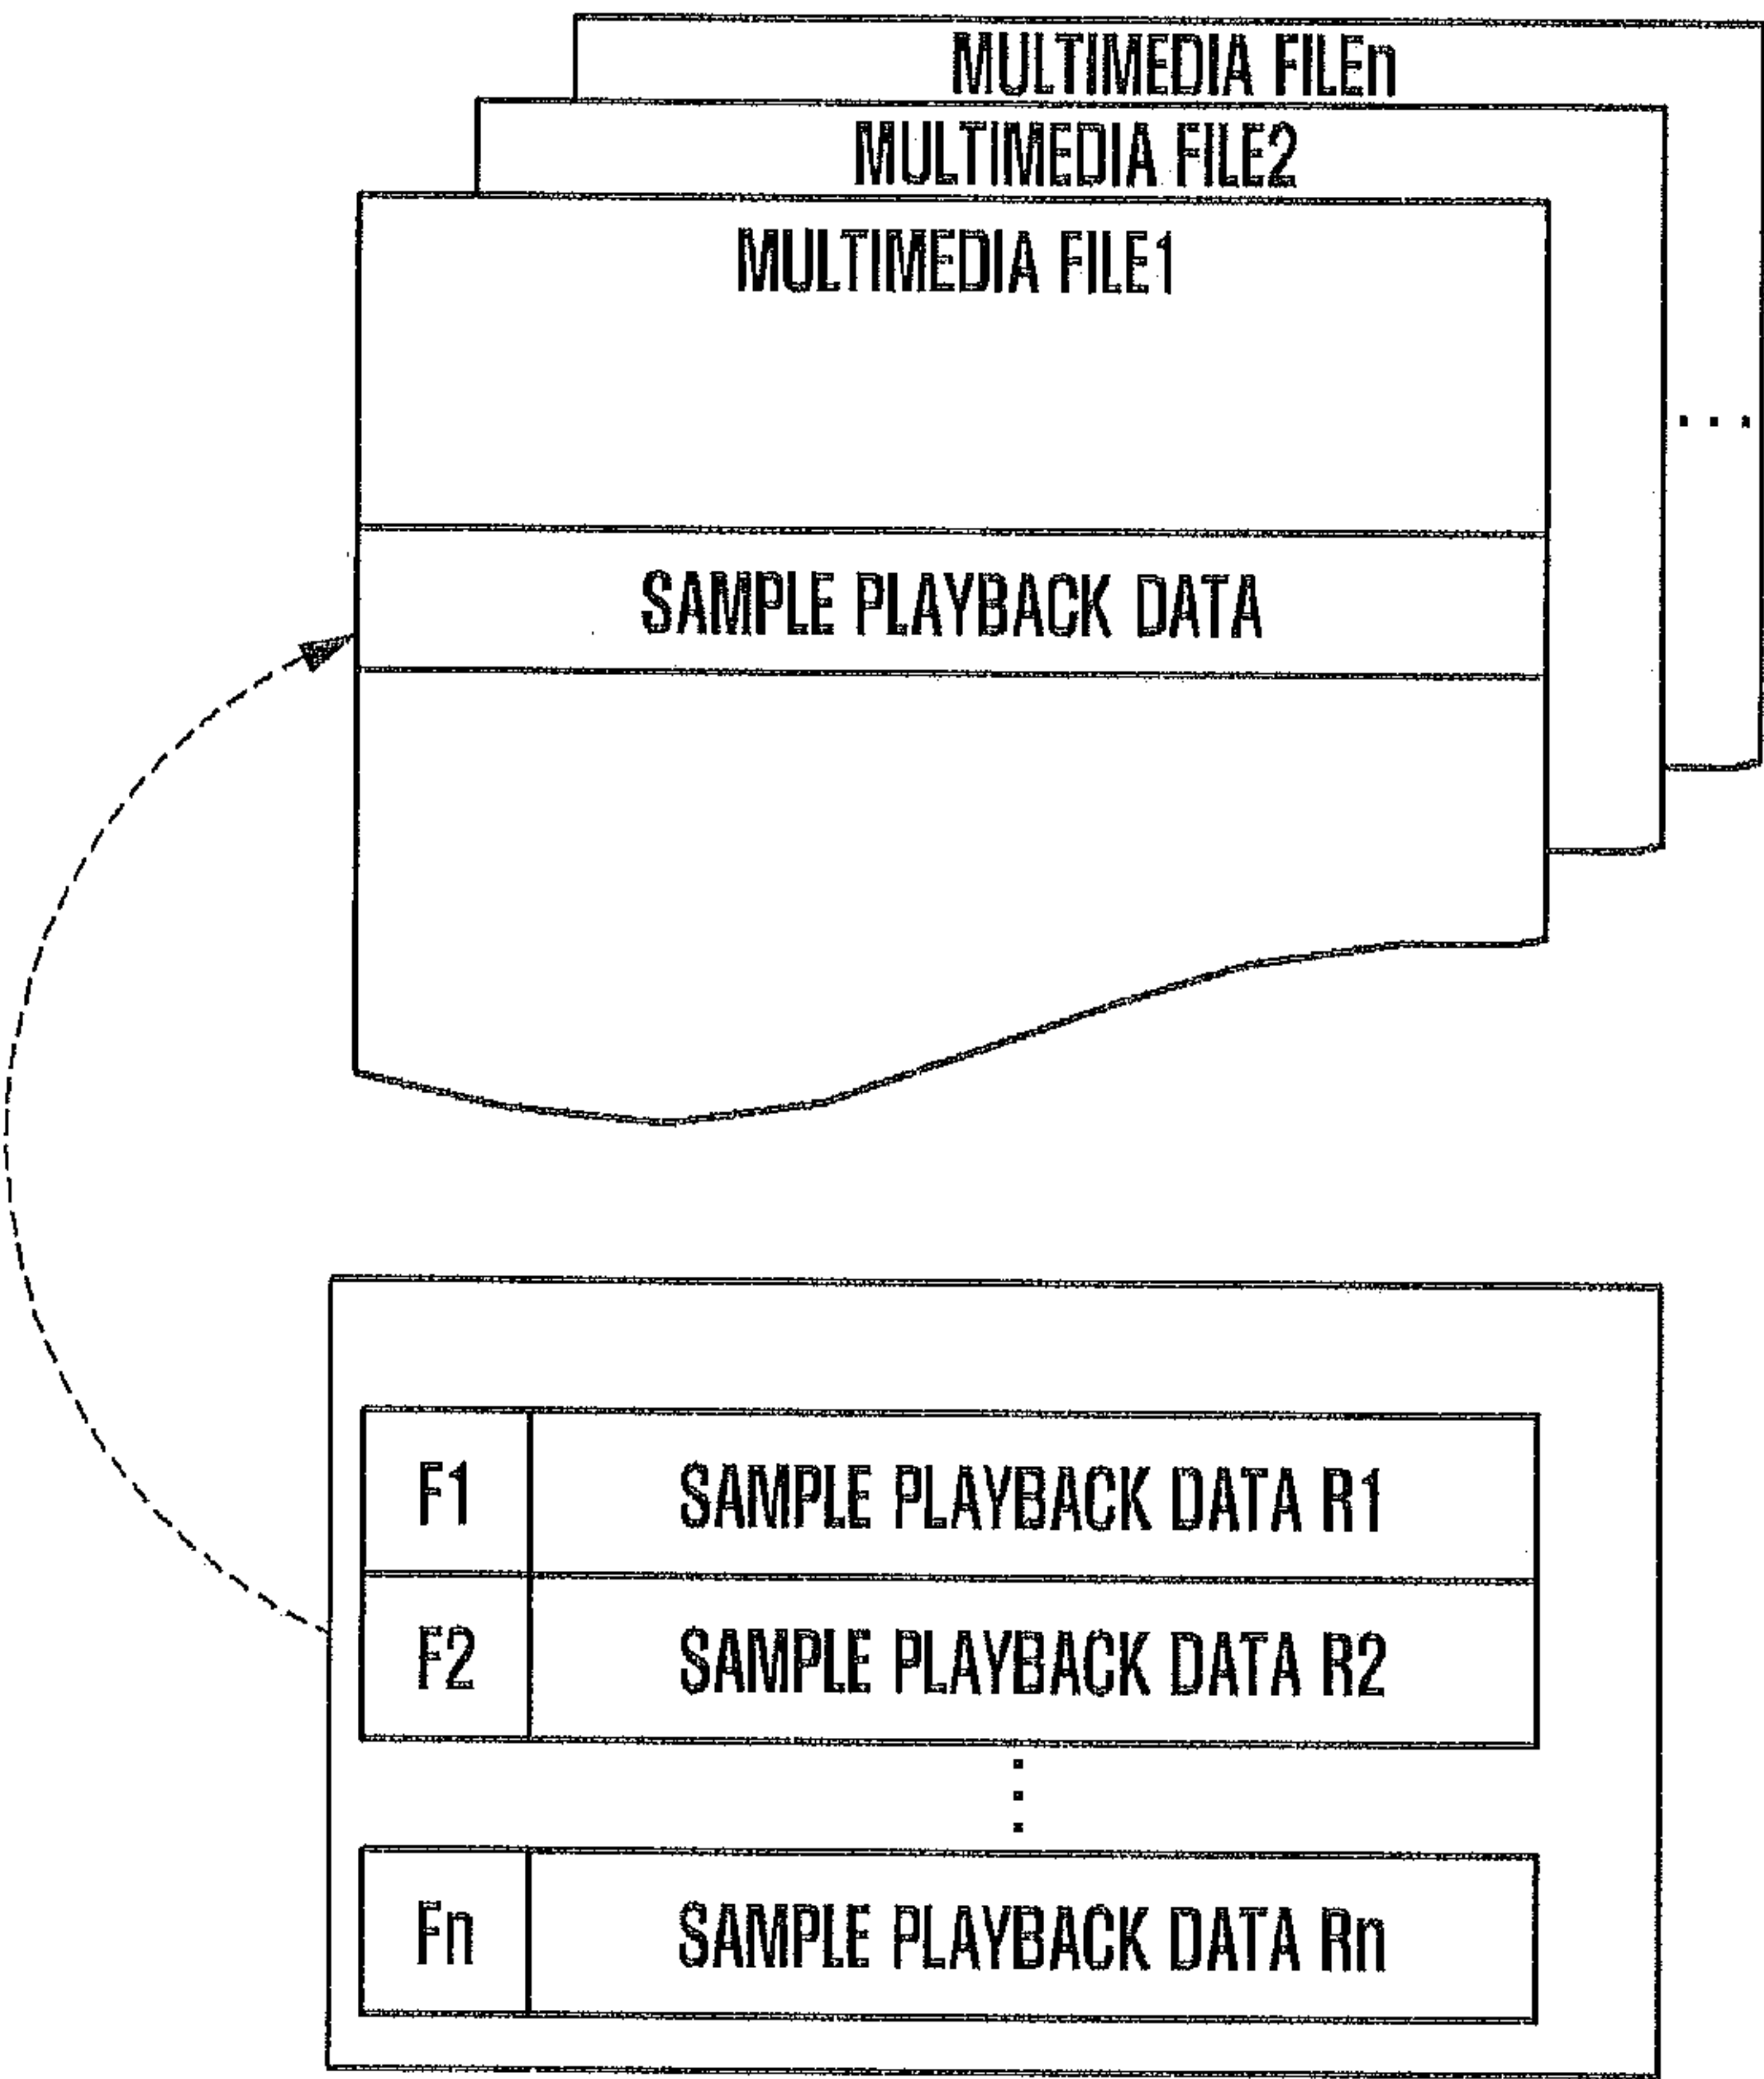 MULTIMEDIA FILEn
MULTIMEDIA FILE2
MULTIMEDIA FILE1
. . .
SAMPLE PLAYBACK DATA
F1 SAMPLE PLAYBACK DATA R1
F2 SAMPLE PLAYBACK DATA R2
Fn SAMPLE PLAYBACK DATA Rn